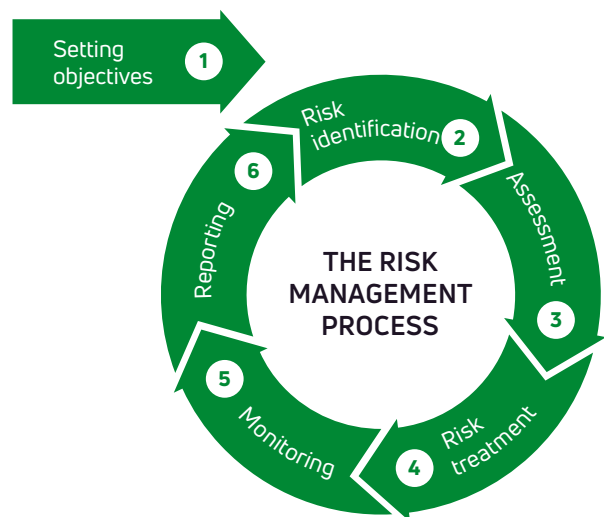 Setting
objectives
1
Risk
identification
2
Assessment
3
Risk
treatment
4
Monitoring
5
Reporting
6
THE RISK
MANAGEMENT
PROCESS